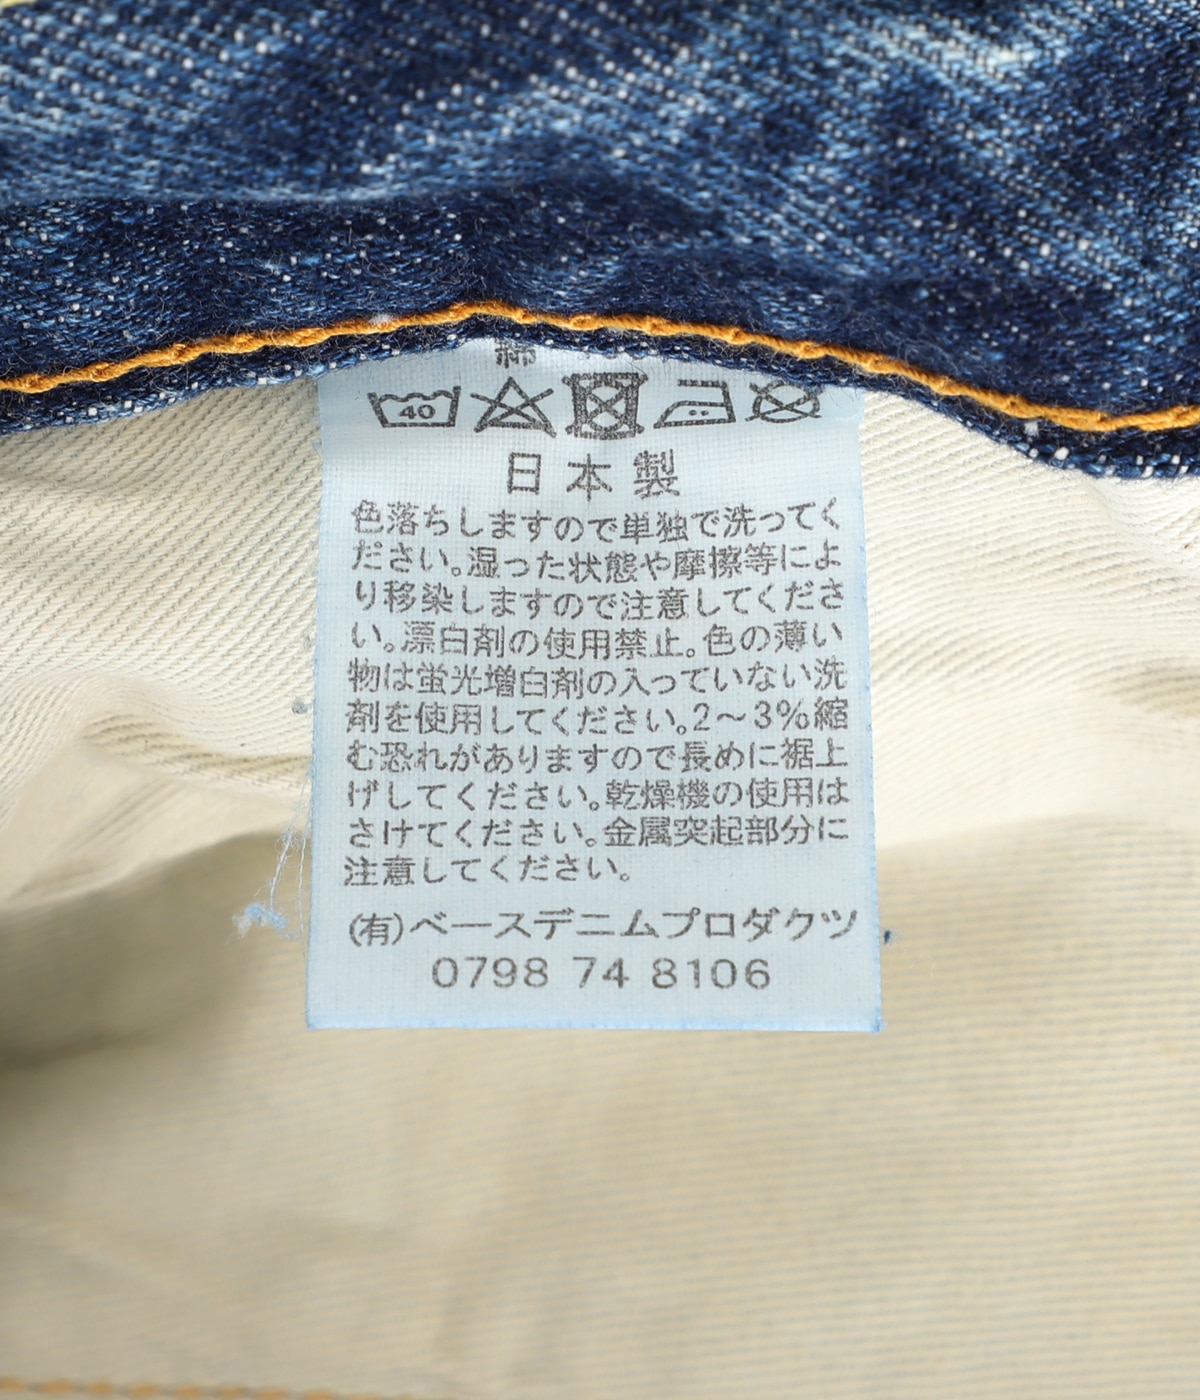 綿
40
日本製
色落ちしますので単独で洗ってく
ださい。湿った状態や摩擦等によ
り移染しますので注意してくださ
い。漂白剤の使用禁止。色の薄い
物は蛍光増白剤の入っていない洗
剤を使用してください。2～3%縮
む恐れがありますので長めに裾上
げしてください。乾燥機の使用は
さけてください。金属突起部分に
注意してください。
(有)ベースデニムプロダクツ
0798 74 8106